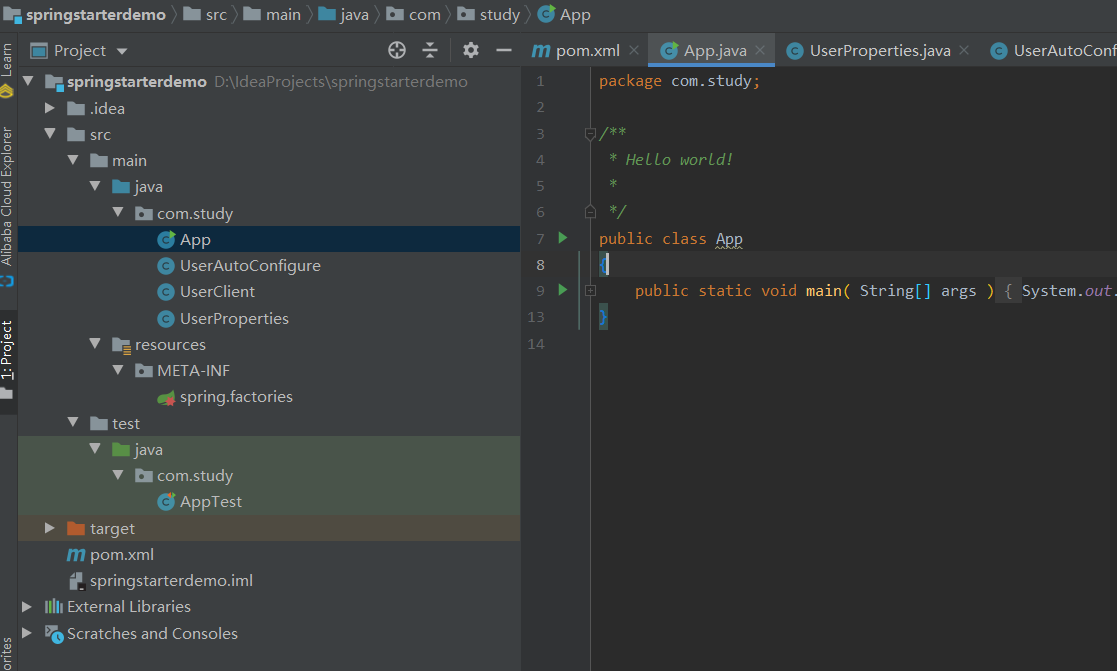 springstarterdemo src main java com study App
Project
pom.xml App.java UserProperties.java UserAutoConf
Learn
Alibaba Cloud Explorer
1: Project
orites
springstarterdemo D:\IdeaProjects\springstarterdemo
.idea
src
main
java
com.study
App
UserAutoConfigure
UserClient
UserProperties
resources
META-INF
spring.factories
test
java
com.study
AppTest
target
pom.xml
springstarterdemo.iml
External Libraries
Scratches and Consoles
1 package com.study;
2
3 /**
4 * Hello world!
5 *
6 */
7 public class App
8 {
9 public static void main( String[] args ) { System.out.
13 }
14